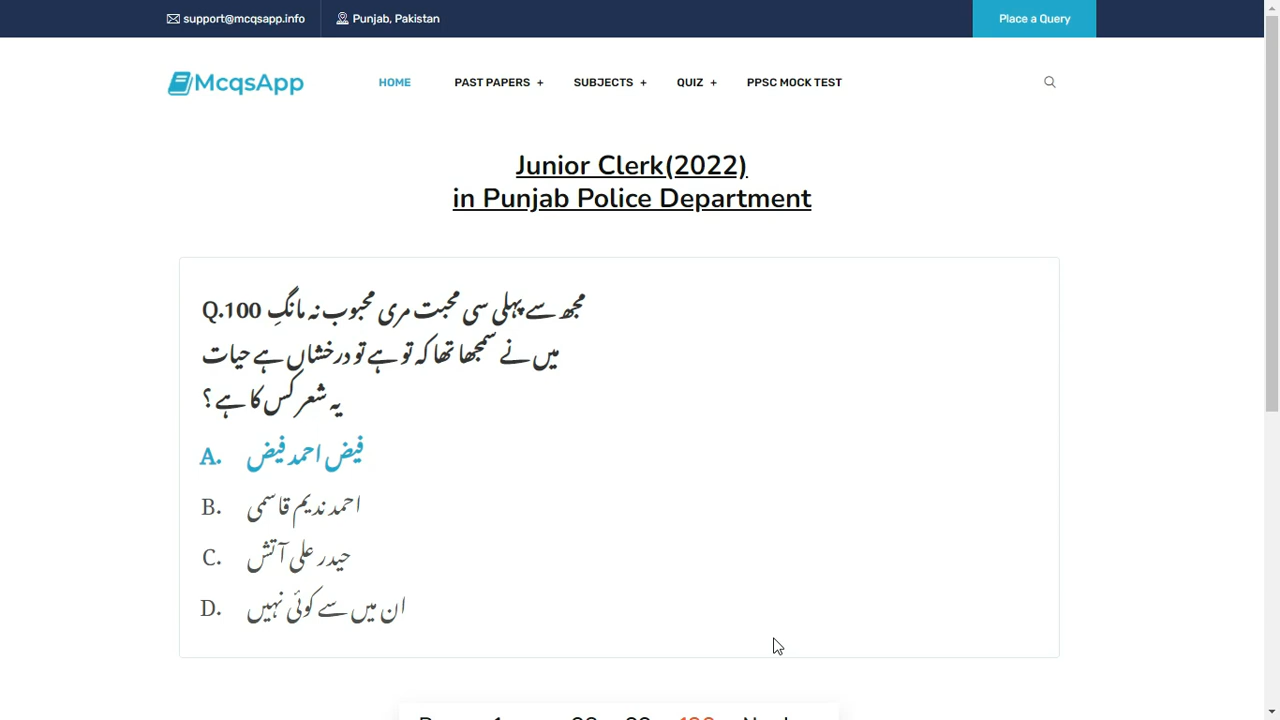 support@mcqsapp.info
Punjab, Pakistan
Place a Query
McqsApp
HOME
PAST PAPERS +
SUBJECTS +
QUIZ +
PPSC MOCK TEST
Junior Clerk(2022)
in Punjab Police Department
Q.100 مجھ سے پہلی سی محبت مری محبوب نہ مانگِ
میں نے سمجھا تھا کہ تو ہے تو درخشاں ہے حیات
یہ شعر کس کا ہے ؟
A. فیض احمد فیض
B. احمد ندیم قاسمی
C. حیدر علی آتش
D. ان میں سے کوئی نہیں